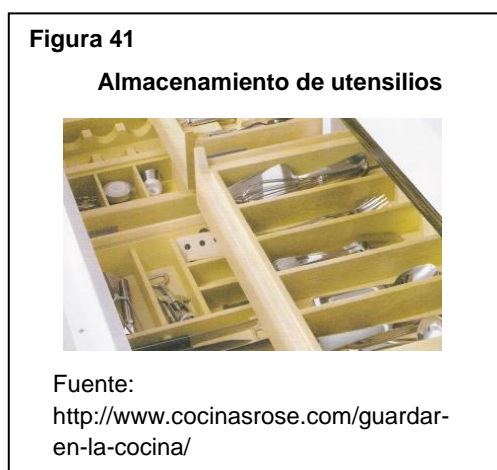 Figura 41
Almacenamiento de utensilios
Fuente:
http://www.cocinasrose.com/guardar-
en-la-cocina/